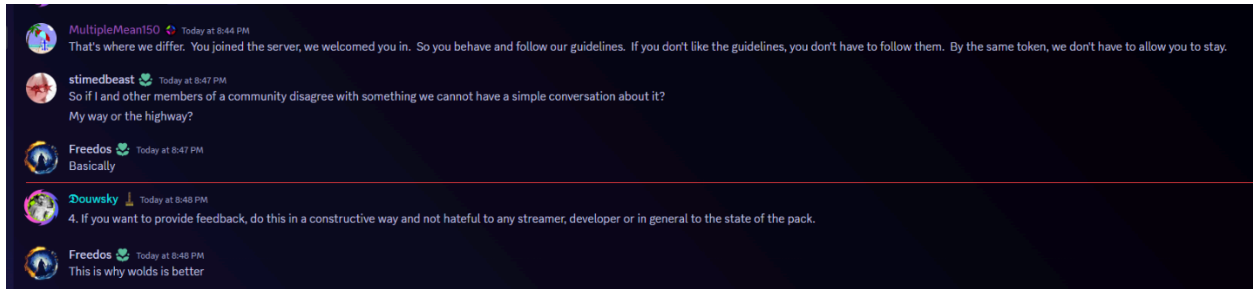 MultipleMean150 Today at 8:44 PM
That's where we differ.  You joined the server, we welcomed you in.  So you behave and follow our guidelines.  If you don't like the guidelines, you don't have to follow them.  By the same token, we don't have to allow you to stay.
stimedbeast Today at 8:47 PM
So if I and other members of a community disagree with something we cannot have a simple conversation about it?
My way or the highway?
Freedos Today at 8:47 PM
Basically
𝕯ouwsky Today at 8:48 PM
4. If you want to provide feedback, do this in a constructive way and not hateful to any streamer, developer or in general to the state of the pack.
Freedos Today at 8:48 PM
This is why wolds is better